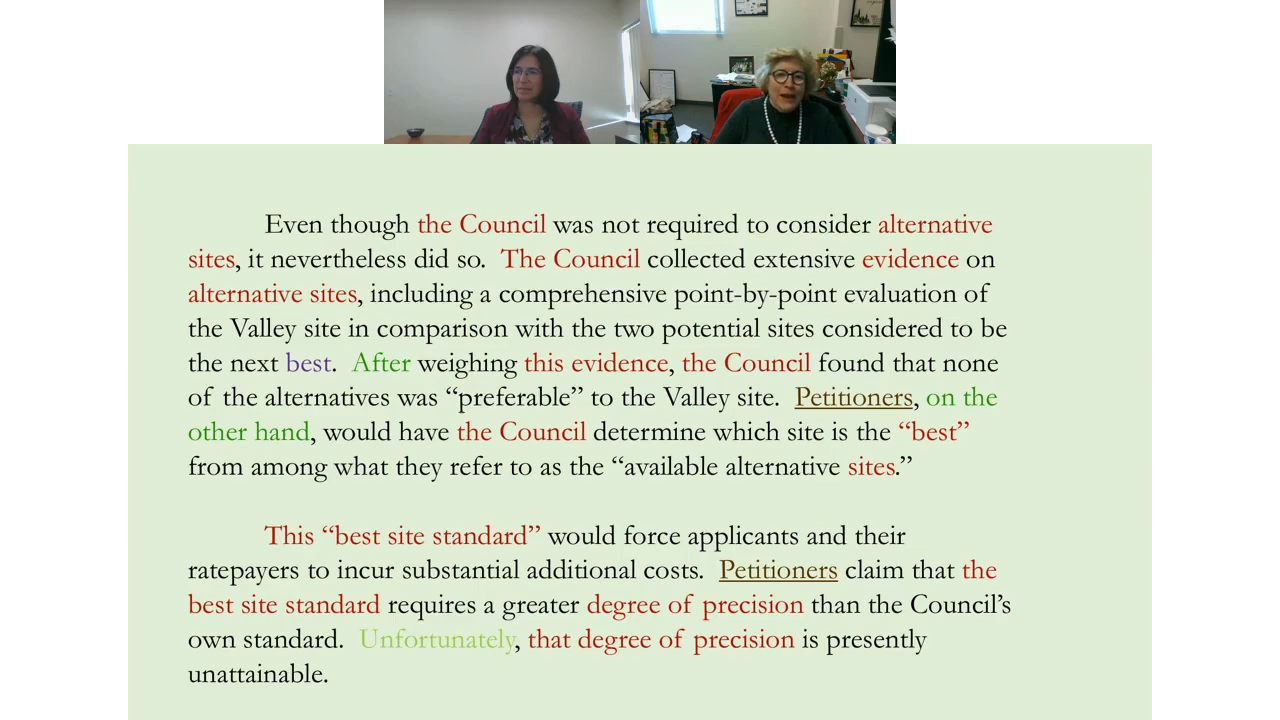 Even though the Council was not required to consider alternative
sites, it nevertheless did so. The Council collected extensive evidence on
alternative sites, including a comprehensive point-by-point evaluation of
the Valley site in comparison with the two potential sites considered to be
the next best. After weighing this evidence, the Council found that none
of the alternatives was “preferable” to the Valley site. Petitioners, on the
other hand, would have the Council determine which site is the “best”
from among what they refer to as the “available alternative sites.”
This “best site standard” would force applicants and their
ratepayers to incur substantial additional costs. Petitioners claim that the
best site standard requires a greater degree of precision than the Council’s
own standard. Unfortunately, that degree of precision is presently
unattainable.